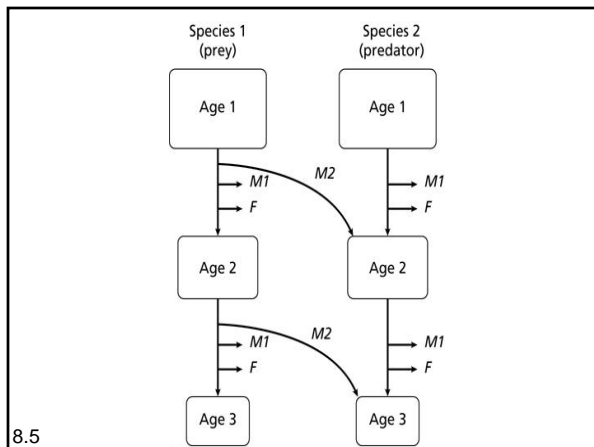 Species 1
(prey)
Species 2
(predator)
Age 1
Age 1
M2
M1
F
M1
F
Age 2
Age 2
M2
M1
F
M1
F
Age 3
Age 3
8.5